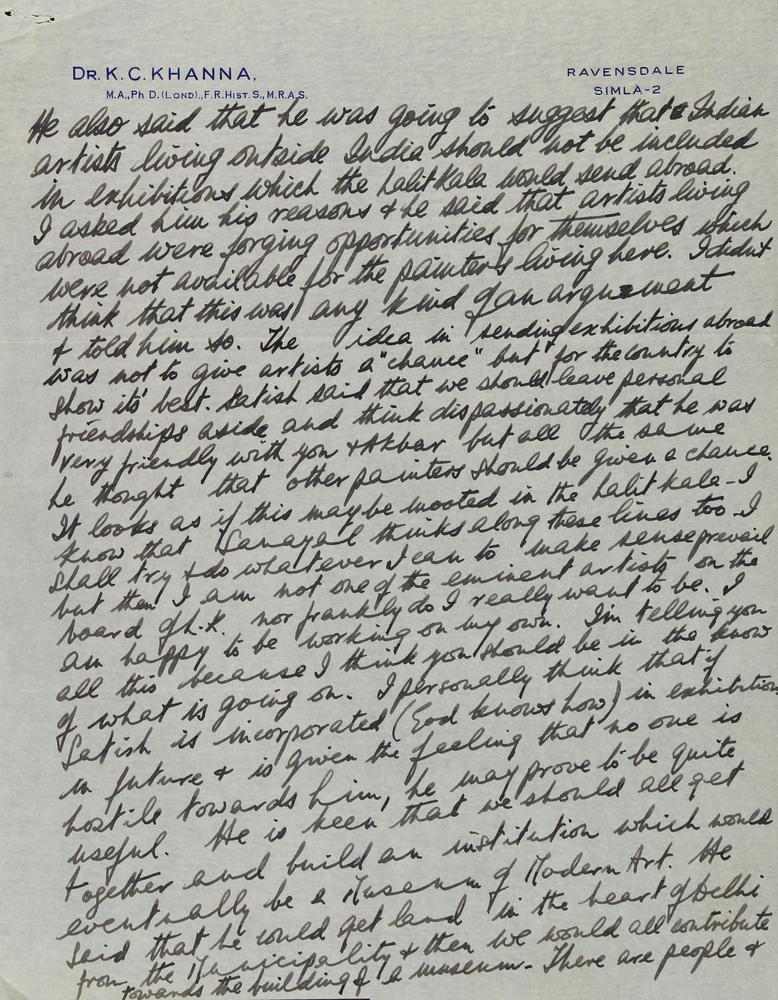 DR. K. C. KHANNA,
M.A., Ph D. (LOND)., F. R. HIST. S., M.R.A.S.
RAVENSDALE
SIMLA-2
He also said that he was going to suggest that Indian
artists living outside India should not be included
in exhibitions which the Lalit Kala would send abroad.
I asked him his reasons & he said that artists living
abroad were forging opportunities for themselves which
were not available for the painters living here. I didn't
think that this was any kind of an argument
& told him so. The idea in sending exhibitions abroad
was not to give artists a "chance" but for the country to
show its' best. Satish said that we should leave personal
friendships aside and think dispassionately that he was
very friendly with you & Akbar but all the same
he thought that other painters should be given a chance.
It looks as if this may be mooted in the Lalit Kala - I
know that Sanayal thinks along these lines too. I
shall try & do whatever I can to make sense prevail
but then I am not one of the eminent artists on the
board of L.K. nor frankly do I really want to be. I
am happy to be working on my own. I'm telling you
all this because I think you should be in the know
of what is going on. I personally think that if
Satish is incorporated (God knows how) in exhibitions
in future & is given the feeling that no one is
hostile towards him, he may prove to be quite
useful. He is keen that we should all get
together and build an institution which would
eventually be a Museum of Modern Art. He
said that he could get land in the heart of Delhi
from the Municipality & then we would all contribute
towards the building of a museum - There are people &